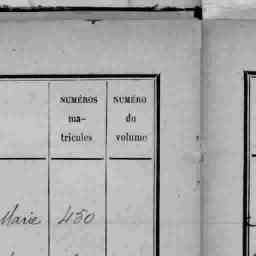 NUMÉROS ma- tricules
NUMÉRO du volume
Marie 430